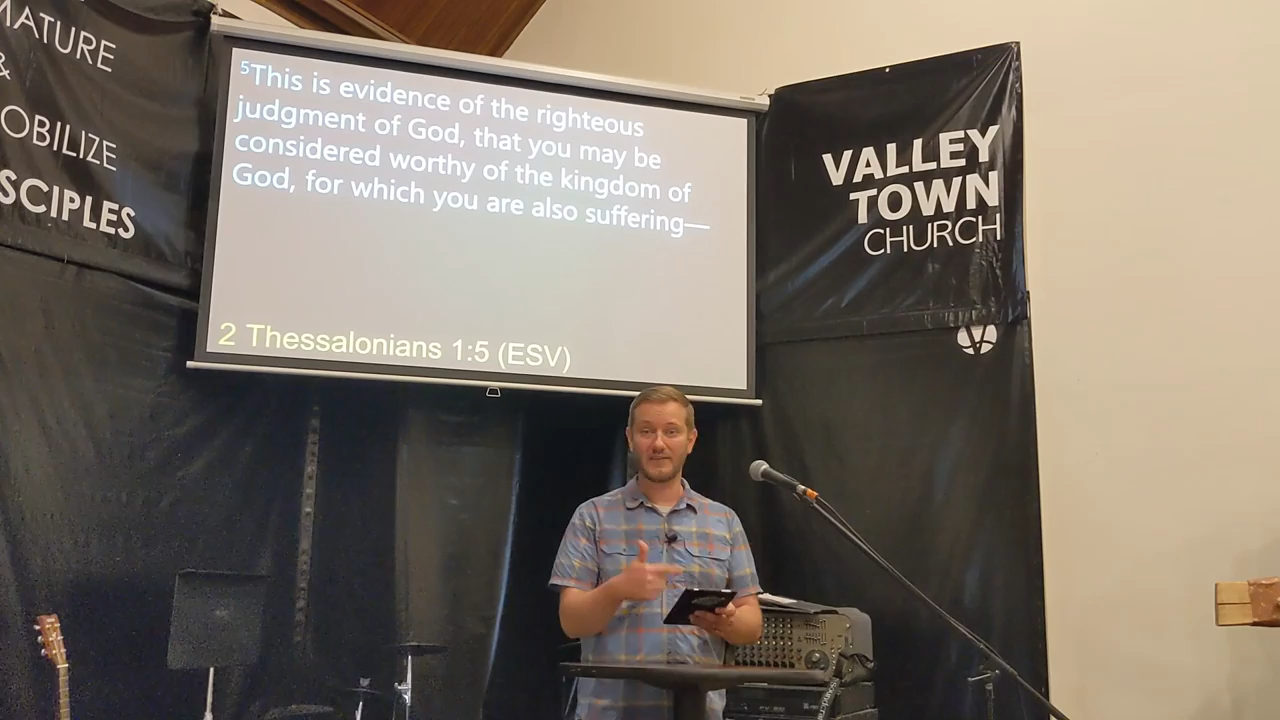 MATURE
&
OBILIZE
SCIPLES
5This is evidence of the righteous
judgment of God, that you may be
considered worthy of the kingdom of
God, for which you are also suffering—
2 Thessalonians 1:5 (ESV)
VALLEY
TOWN
CHURCH